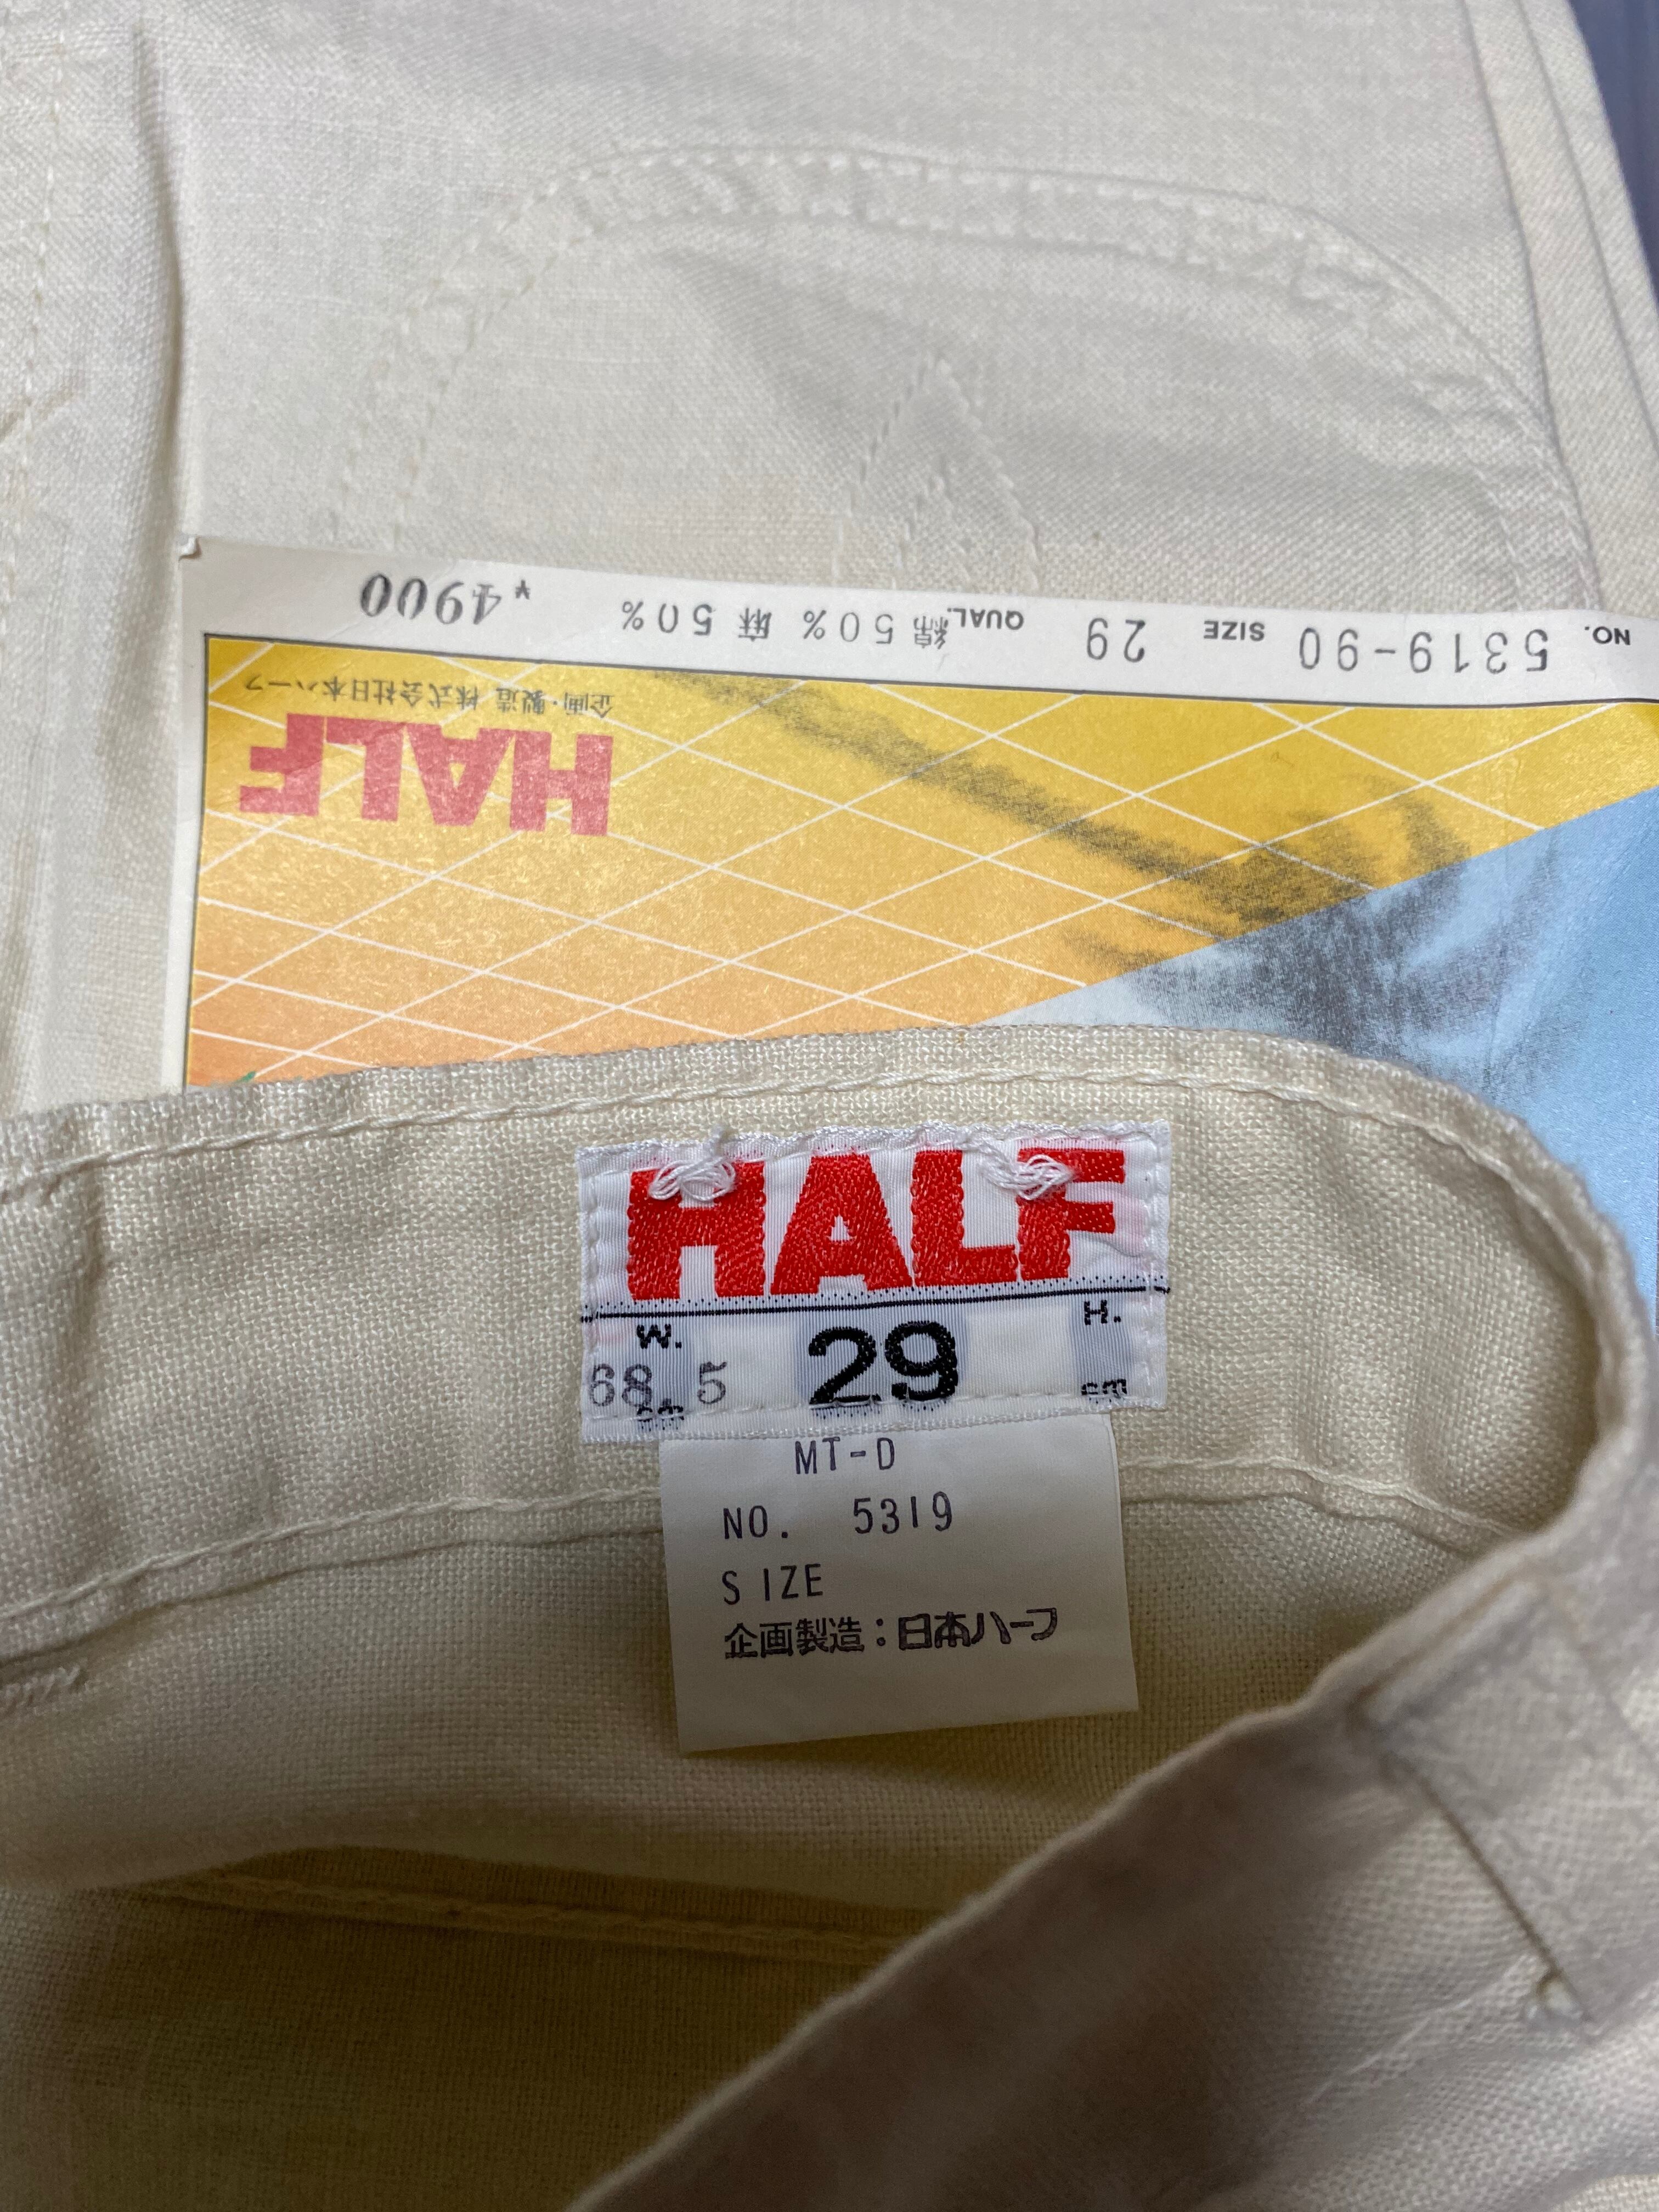 NO. 5319-90 SIZE 29 QUAL. 綿50% 麻50% ¥4900
企画・製造 株式会社日本ハーフ
HALF
HALF
W. 29 H.
68.5 cm cm
MT-D
NO. 5319
SIZE
企画製造：日本ハーフ